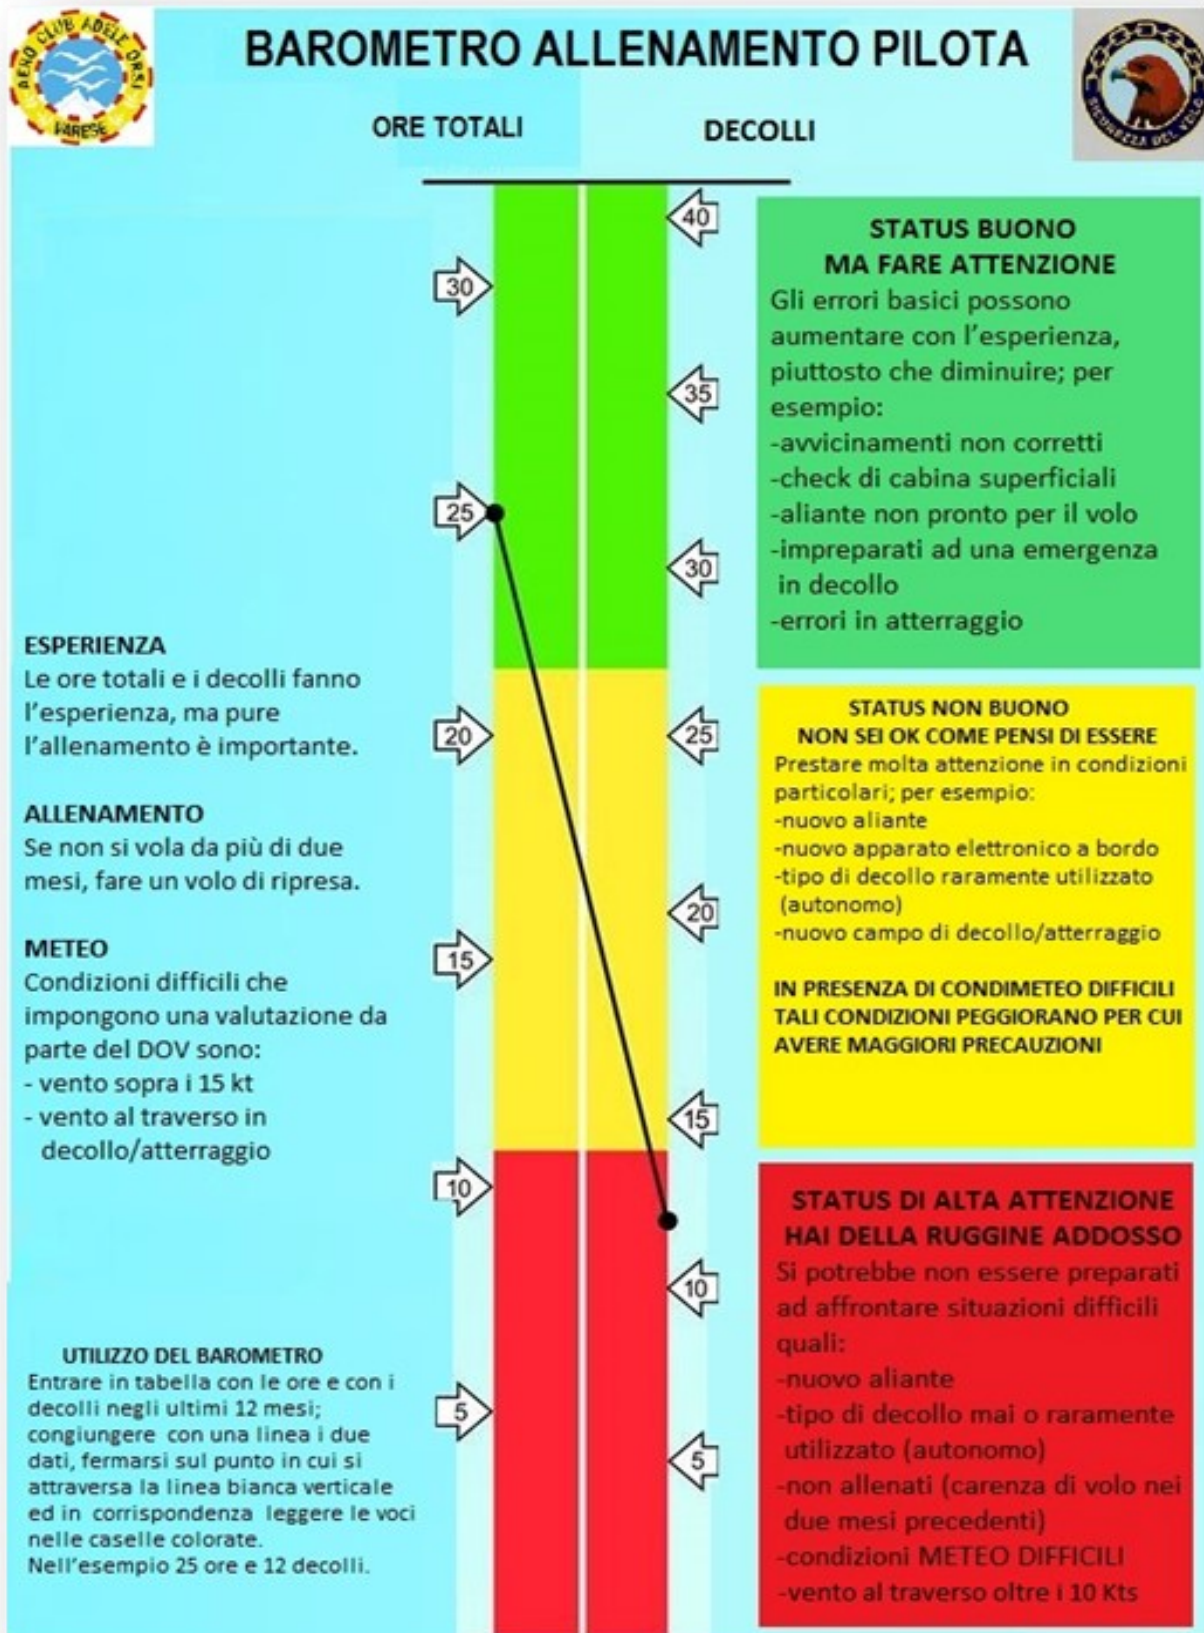 AERO CLUB ADELE ORSI
VARESE
BAROMETRO ALLENAMENTO PILOTA
SICUREZZA DEL VOLO
ORE TOTALI
DECOLLI
40
30
35
25
30
20
25
15
20
10
15
5
10
5
ESPERIENZA
Le ore totali e i decolli fanno
l'esperienza, ma pure
l'allenamento è importante.
ALLENAMENTO
Se non si vola da più di due
mesi, fare un volo di ripresa.
METEO
Condizioni difficili che
impongono una valutazione da
parte del DOV sono:
- vento sopra i 15 kt
- vento al traverso in
decollo/atterraggio
UTILIZZO DEL BAROMETRO
Entrare in tabella con le ore e con i
decolli negli ultimi 12 mesi;
congiungere con una linea i due
dati, fermarsi sul punto in cui si
attraversa la linea bianca verticale
ed in corrispondenza leggere le voci
nelle caselle colorate.
Nell'esempio 25 ore e 12 decolli.
STATUS BUONO
MA FARE ATTENZIONE
Gli errori basici possono
aumentare con l'esperienza,
piuttosto che diminuire; per
esempio:
-avvicinamenti non corretti
-check di cabina superficiali
-aliante non pronto per il volo
-impreparati ad una emergenza
in decollo
-errori in atterraggio
STATUS NON BUONO
NON SEI OK COME PENSI DI ESSERE
Prestare molta attenzione in condizioni
particolari; per esempio:
-nuovo aliante
-nuovo apparato elettronico a bordo
-tipo di decollo raramente utilizzato
(autonomo)
-nuovo campo di decollo/atterraggio
IN PRESENZA DI CONDIMETEO DIFFICILI
TALI CONDIZIONI PEGGIORANO PER CUI
AVERE MAGGIORI PRECAUZIONI
STATUS DI ALTA ATTENZIONE
HAI DELLA RUGGINE ADDOSSO
Si potrebbe non essere preparati
ad affrontare situazioni difficili
quali:
-nuovo aliante
-tipo di decollo mai o raramente
utilizzato (autonomo)
-non allenati (carenza di volo nei
due mesi precedenti)
-condizioni METEO DIFFICILI
-vento al traverso oltre i 10 Kts